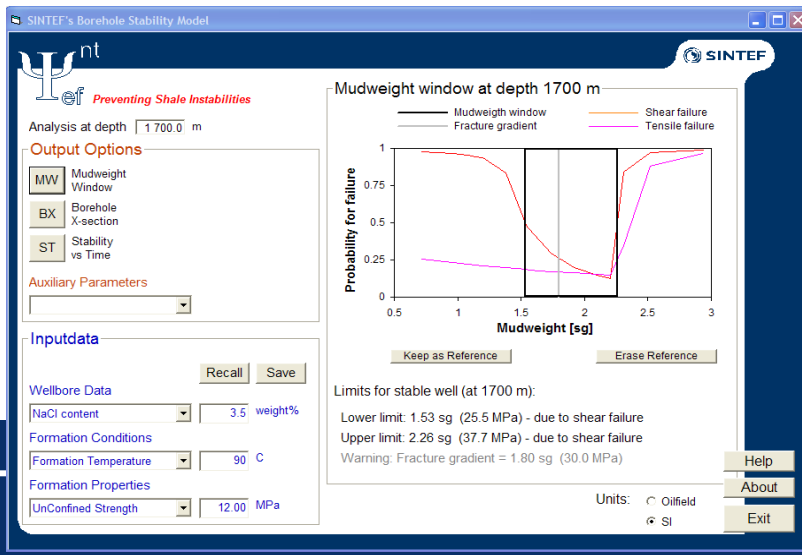 SINTEF's Borehole Stability Model
Ψ nt ef
Preventing Shale Instabilities
SINTEF
Analysis at depth 1 700.0 m
Output Options
MW Mudweight Window
BX Borehole X-section
ST Stability vs Time
Auxiliary Parameters
Inputdata
Recall Save
Wellbore Data
NaCl content 3.5 weight%
Formation Conditions
Formation Temperature 90 C
Formation Properties
UnConfined Strength 12.00 MPa
Mudweight window at depth 1700 m
Mudweigth window Shear failure
Fracture gradient Tensile failure
Probability for failure
1
0.75
0.5
0.25
0
0.5 1 1.5 2 2.5 3
Mudweight [sg]
Keep as Reference Erase Reference
Limits for stable well (at 1700 m):
Lower limit: 1.53 sg (25.5 MPa) - due to shear failure
Upper limit: 2.26 sg (37.7 MPa) - due to shear failure
Warning: Fracture gradient = 1.80 sg (30.0 MPa)
Units: Oilfield
SI
Help
About
Exit